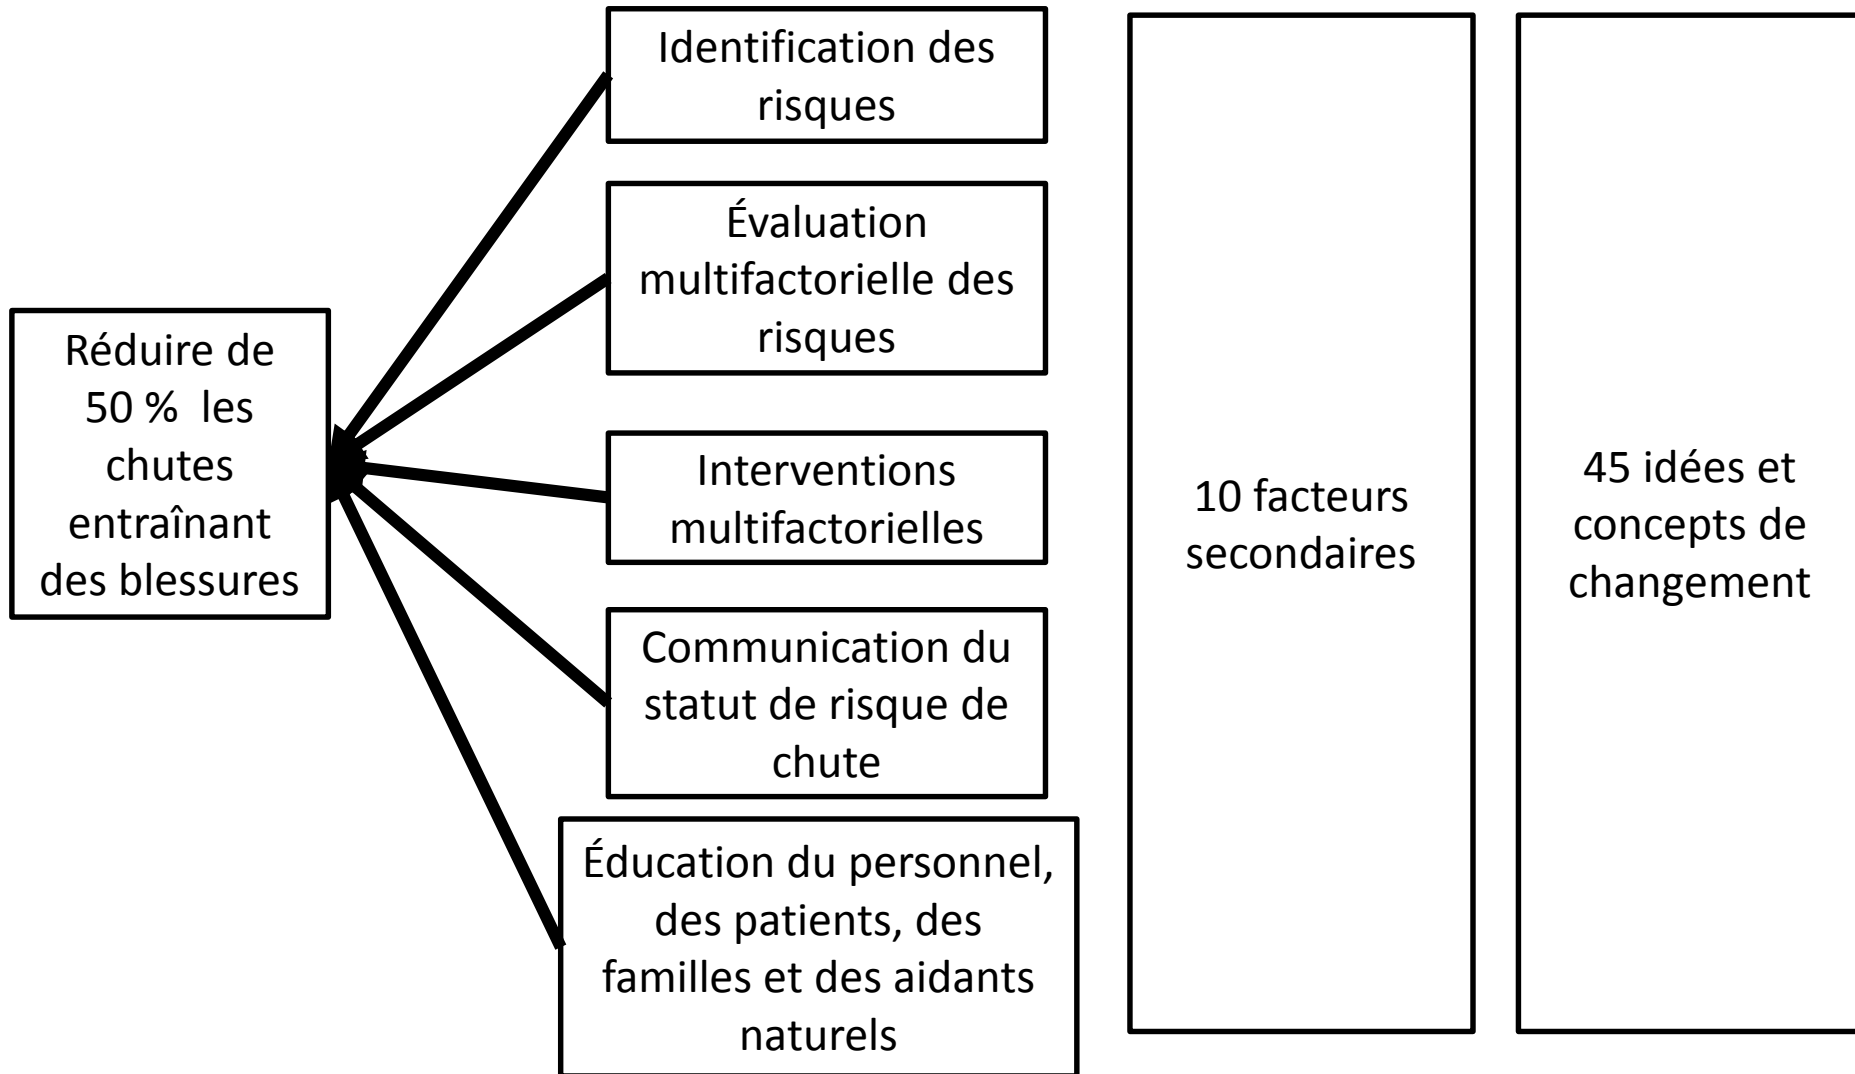 Réduire de
50 %  les
chutes
entraînant
des blessures
Identification des
risques
Évaluation
multifactorielle des
risques
Interventions
multifactorielles
Communication du
statut de risque de
chute
Éducation du personnel,
des patients, des
familles et des aidants
naturels
10 facteurs
secondaires
45 idées et
concepts de
changement